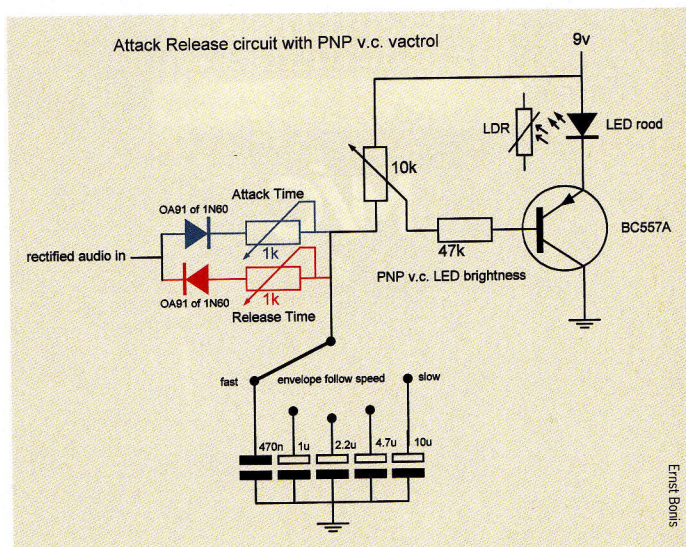 Attack Release circuit with PNP v.c. vactrol
9v
LDR
LED rood
10k
Attack Time
OA91 of 1N60
1k
BC557A
rectified audio in
47k
PNP v.c. LED brightness
1k
OA91 of 1N60
Release Time
fast
envelope follow speed
slow
470n
1u
2.2u
4.7u
10u
Ernst Bonis